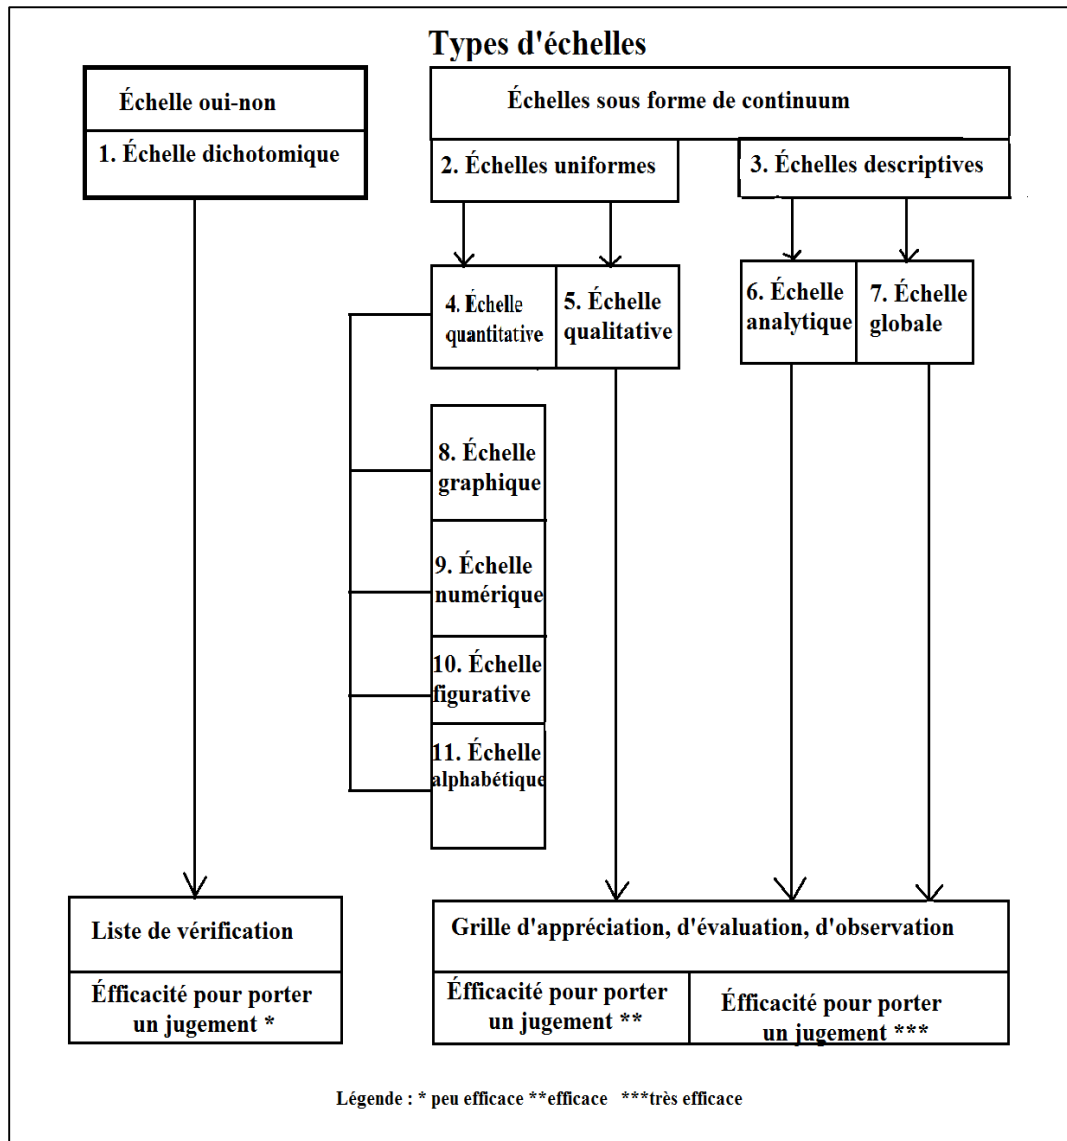 Types d'échelles
Échelle oui-non
1. Échelle dichotomique
Échelles sous forme de continuum
2. Échelles uniformes
3. Échelles descriptives
4. Échelle
quantitative
5. Échelle
qualitative
6. Échelle
analytique
7. Échelle
globale
8. Échelle
graphique
9. Échelle
numérique
10. Échelle
figurative
11. Échelle
alphabétique
Liste de vérification
Éfficacité pour porter
un jugement *
Grille d'appréciation, d'évaluation, d'observation
Éfficacité pour porter
un jugement **
Éfficacité pour porter
un jugement ***
Légende : * peu efficace **efficace ***très efficace